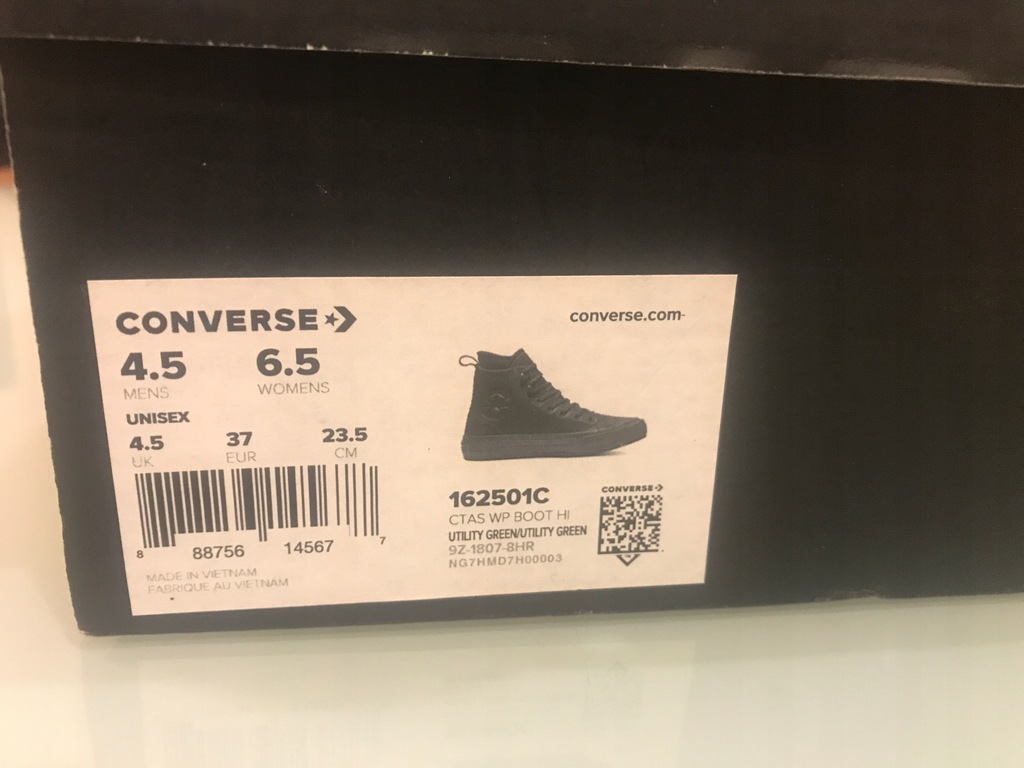 CONVERSE
converse.com
4.5 6.5
MENS WOMENS
UNISEX
4.5 37 23.5
UK EUR CM
8 88756 14567 7
MADE IN VIETNAM
FABRIQUE AU VIETNAM
162501C
CTAS WP BOOT HI
UTILITY GREEN/UTILITY GREEN
9Z-1807-8HR
NG7HMD7H00003
CONVERSE